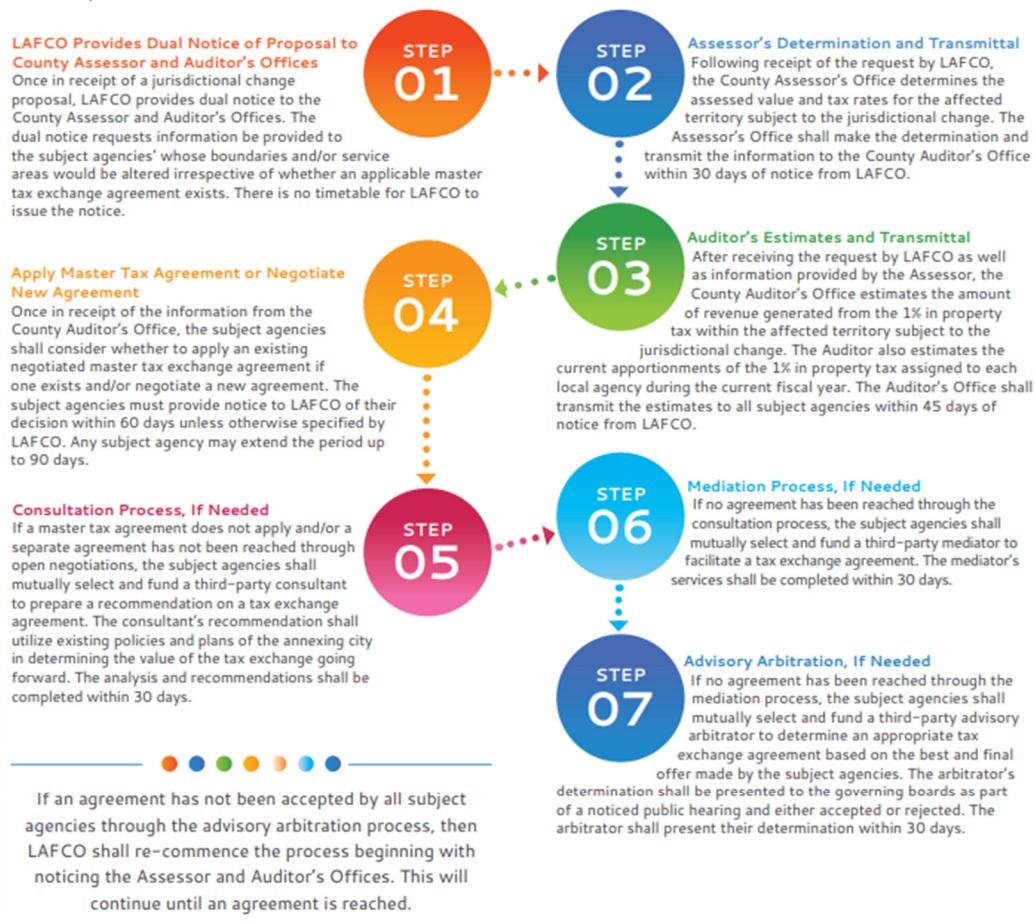 STEP
01
LAFCO Provides Dual Notice of Proposal to
County Assessor and Auditor's Offices
Once in receipt of a jurisdictional change
proposal, LAFCO provides dual notice to the
County Assessor and Auditor's Offices. The
dual notice requests information be provided to
the subject agencies' whose boundaries and/or service
areas would be altered irrespective of whether an applicable master
tax exchange agreement exists. There is no timetable for LAFCO to
issue the notice.
STEP
02
Assessor's Determination and Transmittal
Following receipt of the request by LAFCO,
the County Assessor's Office determines the
assessed value and tax rates for the affected
territory subject to the jurisdictional change. The
Assessor's Office shall make the determination and
transmit the information to the County Auditor's Office
within 30 days of notice from LAFCO.
STEP
03
Auditor's Estimates and Transmittal
After receiving the request by LAFCO as well
as information provided by the Assessor, the
County Auditor's Office estimates the amount
of revenue generated from the 1% in property
tax within the affected territory subject to the
jurisdictional change. The Auditor also estimates the
current apportionments of the 1% in property tax assigned to each
local agency during the current fiscal year. The Auditor's Office shall
transmit the estimates to all subject agencies within 45 days of
notice from LAFCO.
STEP
04
Apply Master Tax Agreement or Negotiate
New Agreement
Once in receipt of the information from the
County Auditor's Office, the subject agencies
shall consider whether to apply an existing
negotiated master tax exchange agreement if
one exists and/or negotiate a new agreement. The
subject agencies must provide notice to LAFCO of their
decision within 60 days unless otherwise specified by
LAFCO. Any subject agency may extend the period up
to 90 days.
STEP
05
Consultation Process, If Needed
If a master tax agreement does not apply and/or a
separate agreement has not been reached through
open negotiations, the subject agencies shall
mutually select and fund a third-party consultant
to prepare a recommendation on a tax exchange
agreement. The consultant's recommendation shall
utilize existing policies and plans of the annexing city
in determining the value of the tax exchange going
forward. The analysis and recommendations shall be
completed within 30 days.
STEP
06
Mediation Process, If Needed
If no agreement has been reached through the
consultation process, the subject agencies shall
mutually select and fund a third-party mediator to
facilitate a tax exchange agreement. The mediator's
services shall be completed within 30 days.
STEP
07
Advisory Arbitration, If Needed
If no agreement has been reached through the
mediation process, the subject agencies shall
mutually select and fund a third-party advisory
arbitrator to determine an appropriate tax
exchange agreement based on the best and final
offer made by the subject agencies. The arbitrator's
determination shall be presented to the governing boards as part
of a noticed public hearing and either accepted or rejected. The
arbitrator shall present their determination within 30 days.
If an agreement has not been accepted by all subject
agencies through the advisory arbitration process, then
LAFCO shall re-commence the process beginning with
noticing the Assessor and Auditor's Offices. This will
continue until an agreement is reached.